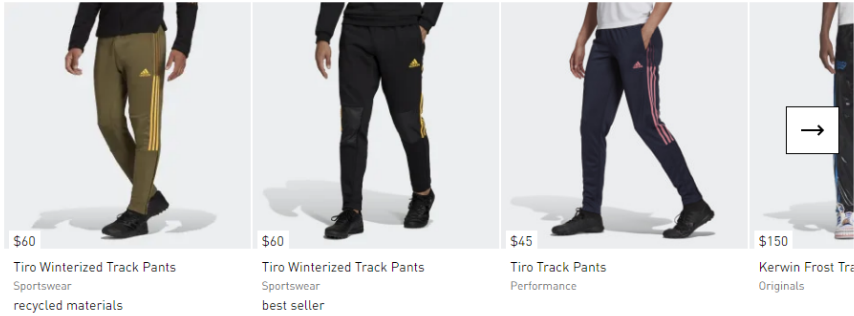 $60
Tiro Winterized Track Pants
Sportswear
recycled materials
$60
Tiro Winterized Track Pants
Sportswear
best seller
$45
Tiro Track Pants
Performance
$150
Kerwin Frost Tra
Originals